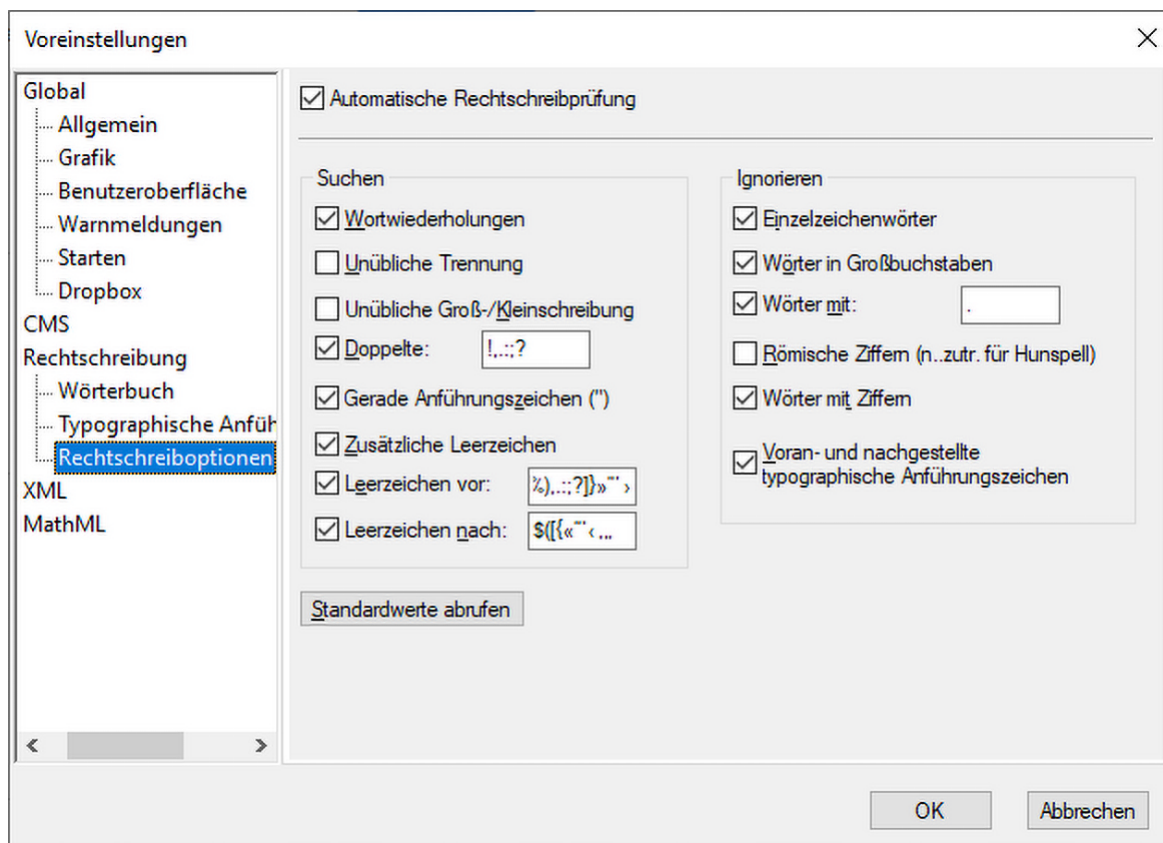 Voreinstellungen
Global
Allgemein
Grafik
Benutzeroberfläche
Warnmeldungen
Starten
Dropbox
CMS
Rechtschreibung
Wörterbuch
Typographische Anfüh
Rechtschreiboptionen
XML
MathML
Automatische Rechtschreibprüfung
Suchen
Wortwiederholungen
Unübliche Trennung
Unübliche Groß-/Kleinschreibung
Doppelte: !,.:;?
Gerade Anführungszeichen (")
Zusätzliche Leerzeichen
Leerzeichen vor: %),.:;?]}»”’›
Leerzeichen nach: $([{«“‘‹„‚
Standardwerte abrufen
Ignorieren
Einzelzeichenwörter
Wörter in Großbuchstaben
Wörter mit: .
Römische Ziffern (n..zutr. für Hunspell)
Wörter mit Ziffern
Voran- und nachgestellte
typographische Anführungszeichen
OK
Abbrechen